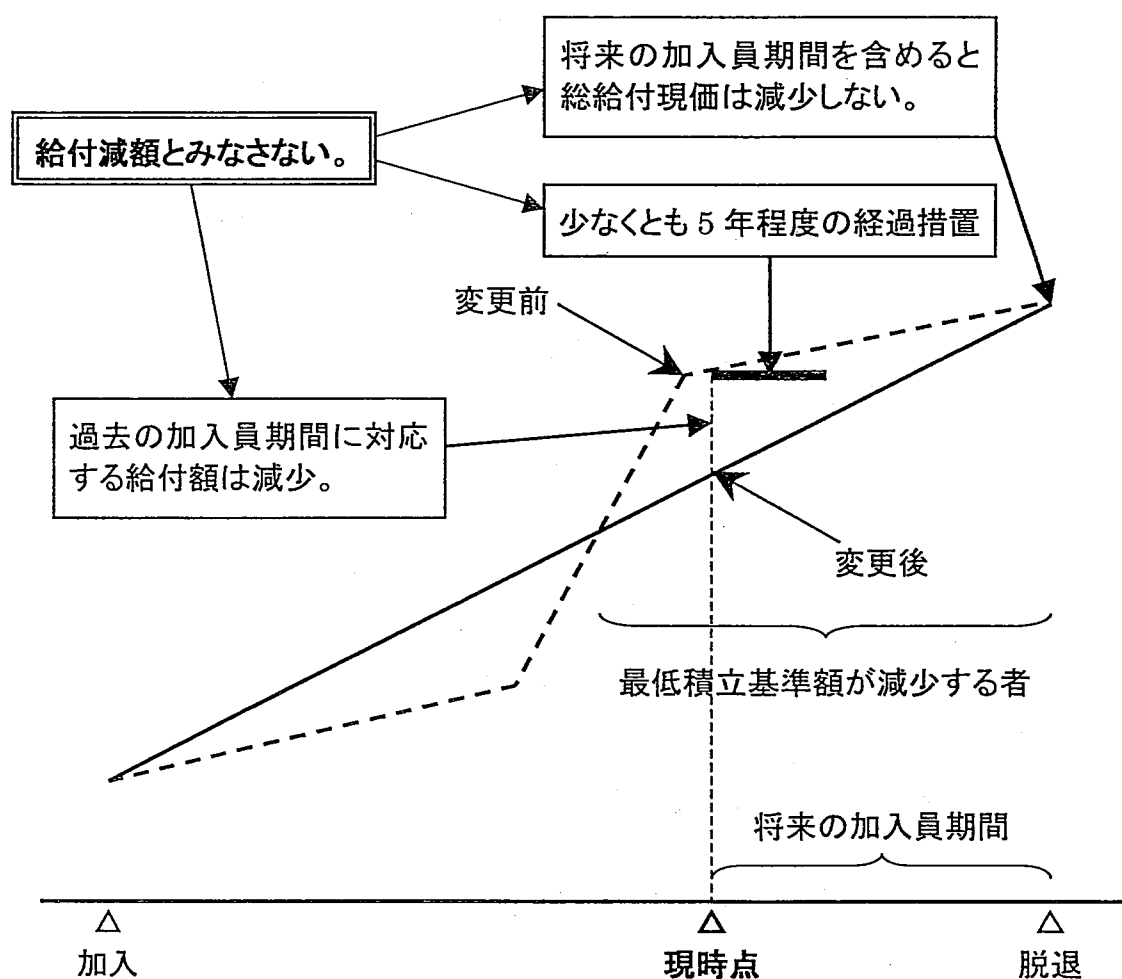 将来の加入員期間を含めると
総給付現価は減少しない。
給付減額とみなさない。
少なくとも5年程度の経過措置
変更前
過去の加入員期間に対応
する給付額は減少。
変更後
最低積立基準額が減少する者
将来の加入員期間
加入
現時点
脱退